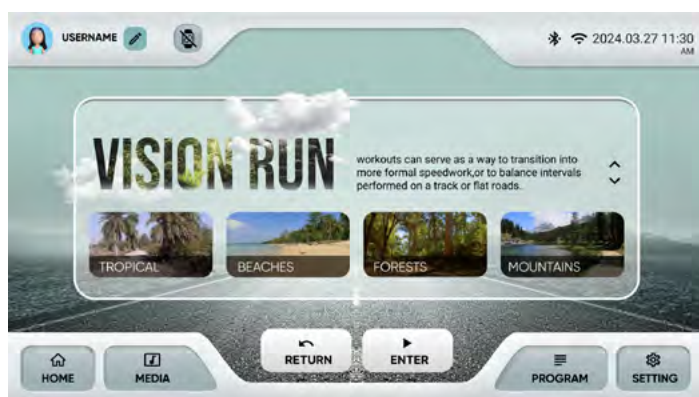 USERNAME
2024.03.27 11:30
AM
VISION RUN
workouts can serve as a way to transition into
more formal speedwork,or to balance intervals
performed on a track or flat roads.
TROPICAL
BEACHES
FORESTS
MOUNTAINS
RETURN
ENTER
HOME
MEDIA
PROGRAM
SETTING